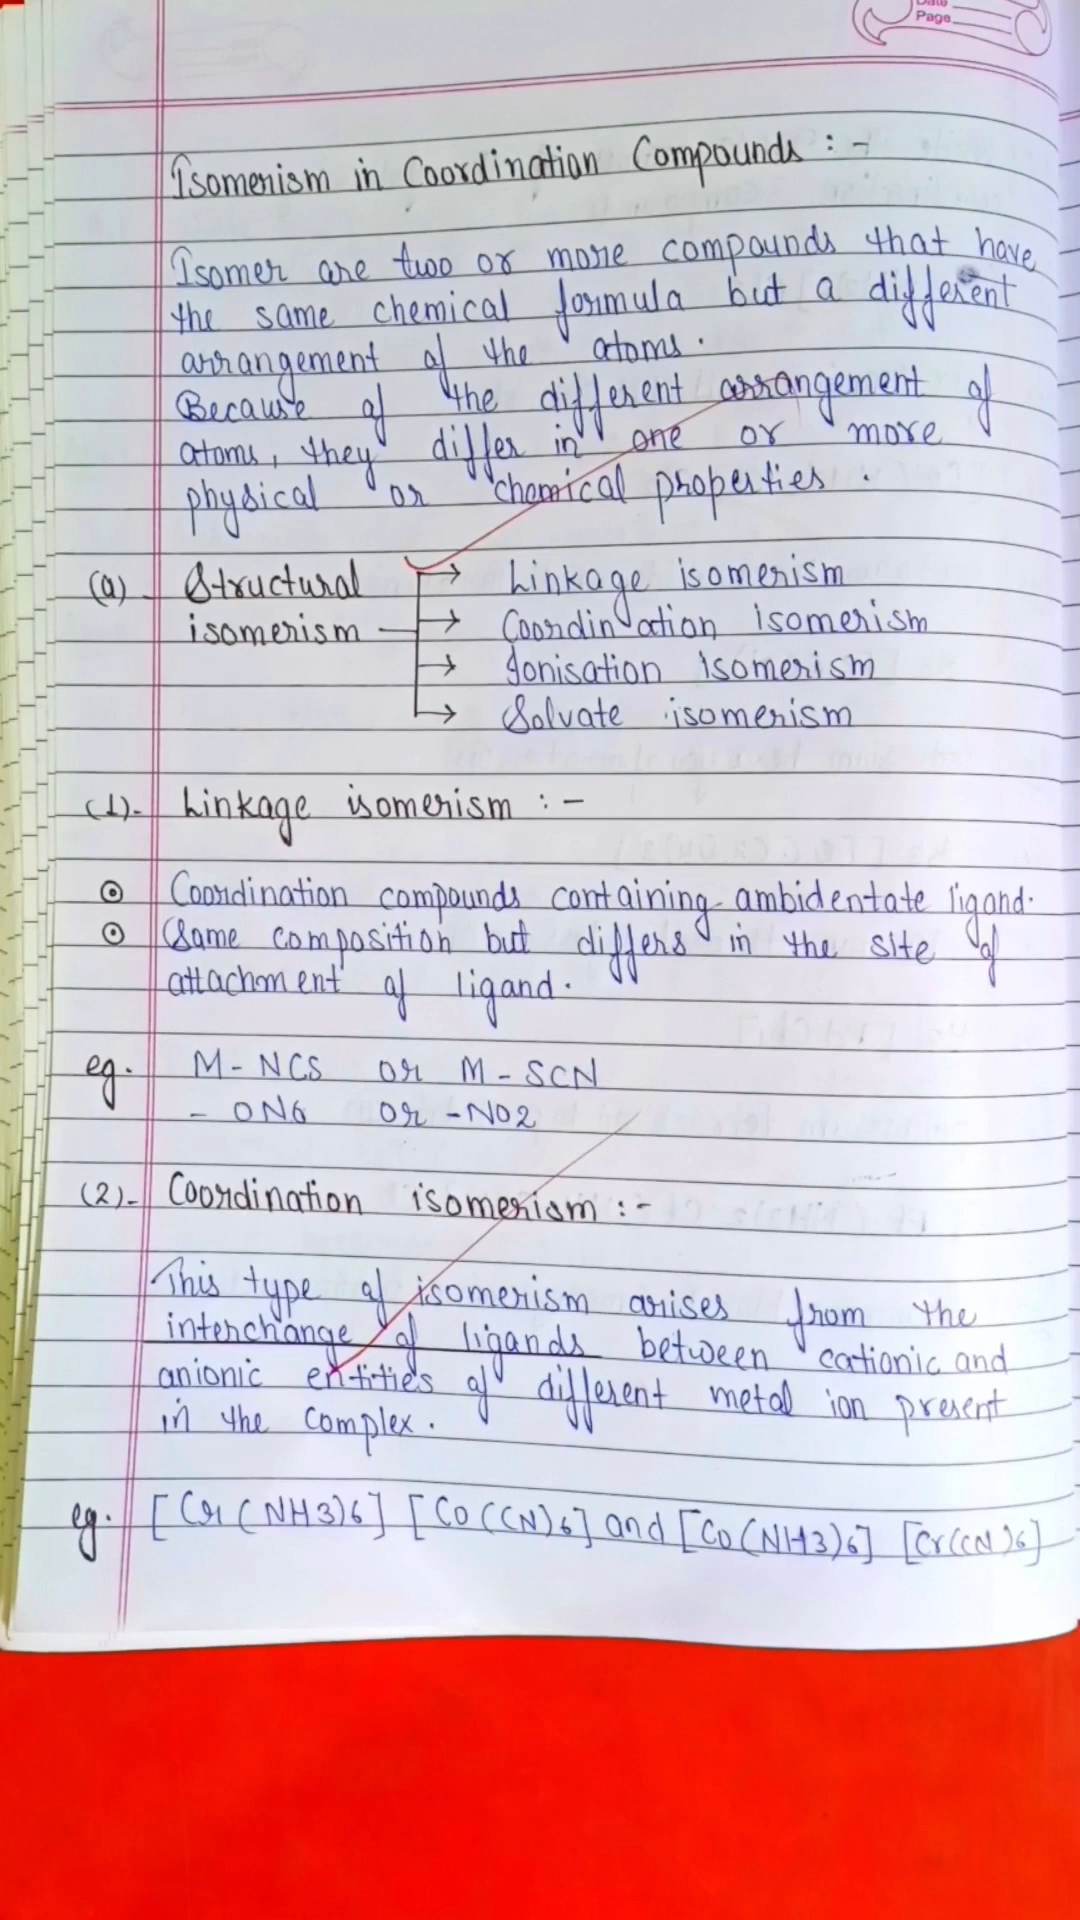 Date
Page
Isomerism in Coordination Compounds :-
Isomer are two or more compounds that have
the same chemical formula but a different
arrangement of the atoms.
Because of the different arrangement of
atoms, they differ in one or more
physical or chemical properties.
(a) Structural → Linkage isomerism
isomerism → Coordination isomerism
→ Ionisation isomerism
→ Solvate isomerism
(1)- Linkage isomerism :-
⊙ Coordination compounds containing ambidentate ligand.
⊙ Same composition but differs in the site of
attachment of ligand.
eg. M-NCS or M-SCN
- ONO or -NO2
(2)- Coordination isomerism :-
This type of isomerism arises from the
interchange of ligands between cationic and
anionic entities of different metal ion present
in the complex.
eg. [Cr(NH3)6] [Co(CN)6] and [Co(NH3)6] [Cr(CN)6]